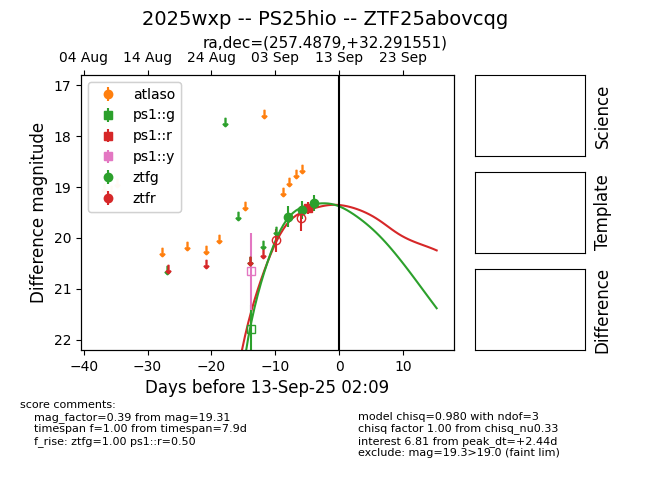 2025wxp -- PS25hio -- ZTF25abovcqg
ra,dec=(257.4879,+32.291551)
04 Aug 14 Aug 24 Aug 03 Sep 13 Sep 23 Sep
17
18
19
20
21
22
Difference magnitude
atlaso
ps1::g
ps1::r
ps1::y
ztfg
ztfr
−40 −30 −20 −10 0 10
Days before 13-Sep-25 02:09
Science
Template
Difference
score comments:
mag_factor=0.39 from mag=19.31
timespan f=1.00 from timespan=7.9d
f_rise: ztfg=1.00 ps1::r=0.50
model chisq=0.980 with ndof=3
chisq factor 1.00 from chisq_nu0.33
interest 6.81 from peak_dt=+2.44d
exclude: mag=19.3>19.0 (faint lim)